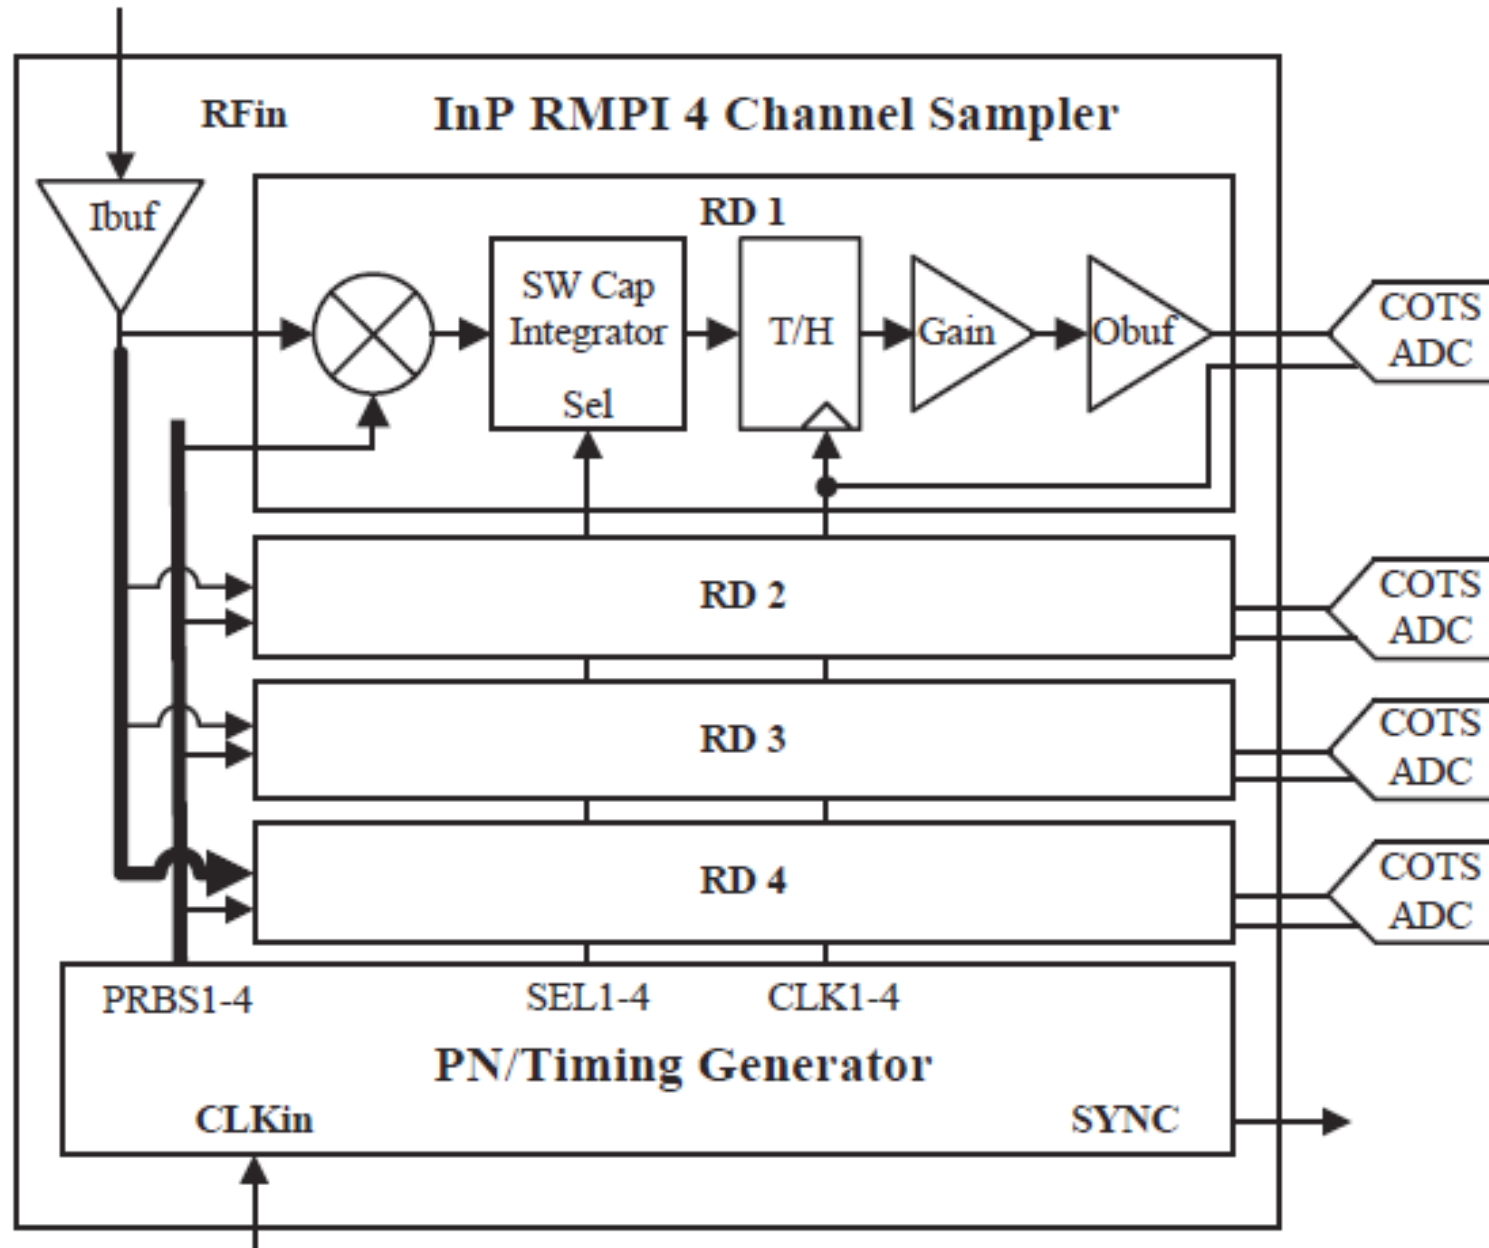 RFin
InP RMPI 4 Channel Sampler
Ibuf
RD 1
SW Cap
Integrator
Sel
T/H
Gain
Obuf
COTS
ADC
RD 2
COTS
ADC
RD 3
COTS
ADC
RD 4
COTS
ADC
PRBS1-4
SEL1-4
CLK1-4
PN/Timing Generator
CLKin
SYNC